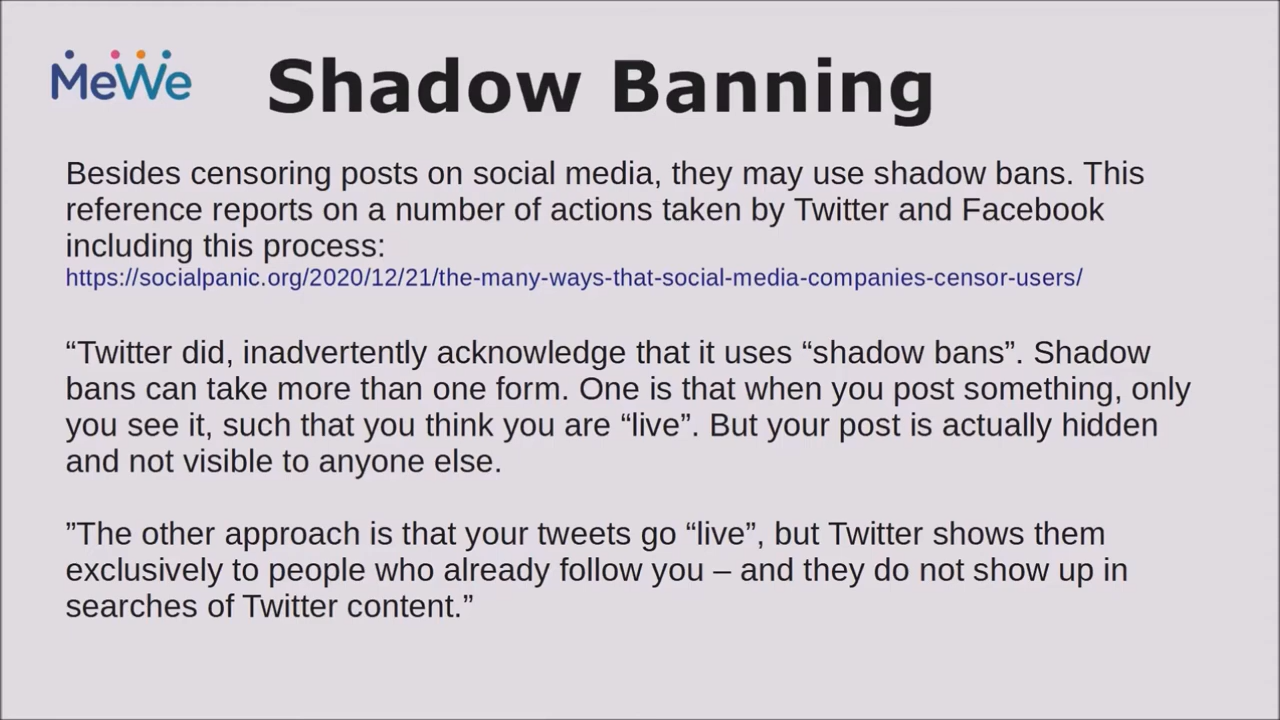 MeWe
Shadow Banning
Besides censoring posts on social media, they may use shadow bans. This
reference reports on a number of actions taken by Twitter and Facebook
including this process:
https://socialpanic.org/2020/12/21/the-many-ways-that-social-media-companies-censor-users/
“Twitter did, inadvertently acknowledge that it uses “shadow bans”. Shadow
bans can take more than one form. One is that when you post something, only
you see it, such that you think you are “live”. But your post is actually hidden
and not visible to anyone else.
”The other approach is that your tweets go “live”, but Twitter shows them
exclusively to people who already follow you – and they do not show up in
searches of Twitter content.”